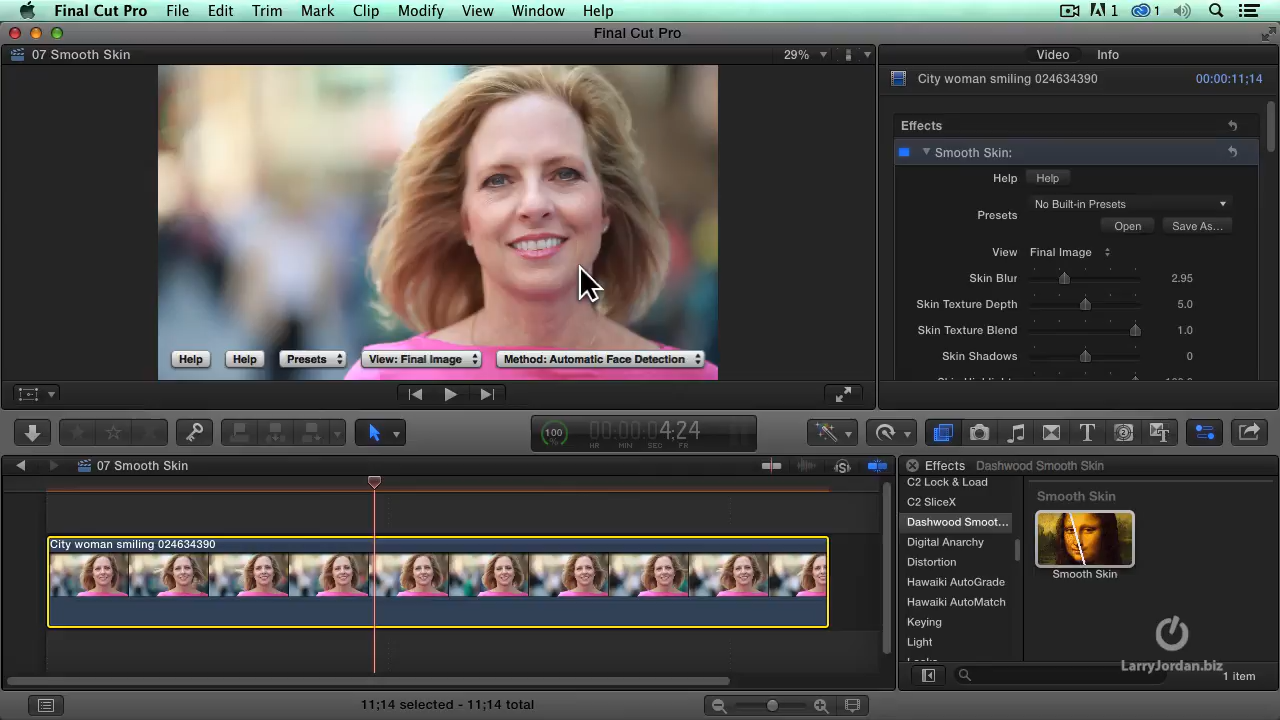 Final Cut Pro File Edit Trim Mark Clip Modify View Window Help 1 1
Final Cut Pro
07 Smooth Skin 29%
Video Info
City woman smiling 024634390 00:00:11;14
Effects
Smooth Skin:
Help Help
Presets No Built-in Presets
Open Save As...
View Final Image
Skin Blur 2.95
Skin Texture Depth 5.0
Skin Texture Blend 1.0
Skin Shadows 0
Help Help Presets View: Final Image Method: Automatic Face Detection
100 % 00:00:04;24
HR MIN SEC FR
07 Smooth Skin
Effects Dashwood Smooth Skin
C2 Lock & Load
C2 SliceX
Dashwood Smoot...
Digital Anarchy
Distortion
Hawaiki AutoGrade
Hawaiki AutoMatch
Keying
Light
Smooth Skin
Smooth Skin
City woman smiling 024634390
LarryJordan.biz
1 item
11;14 selected - 11;14 total